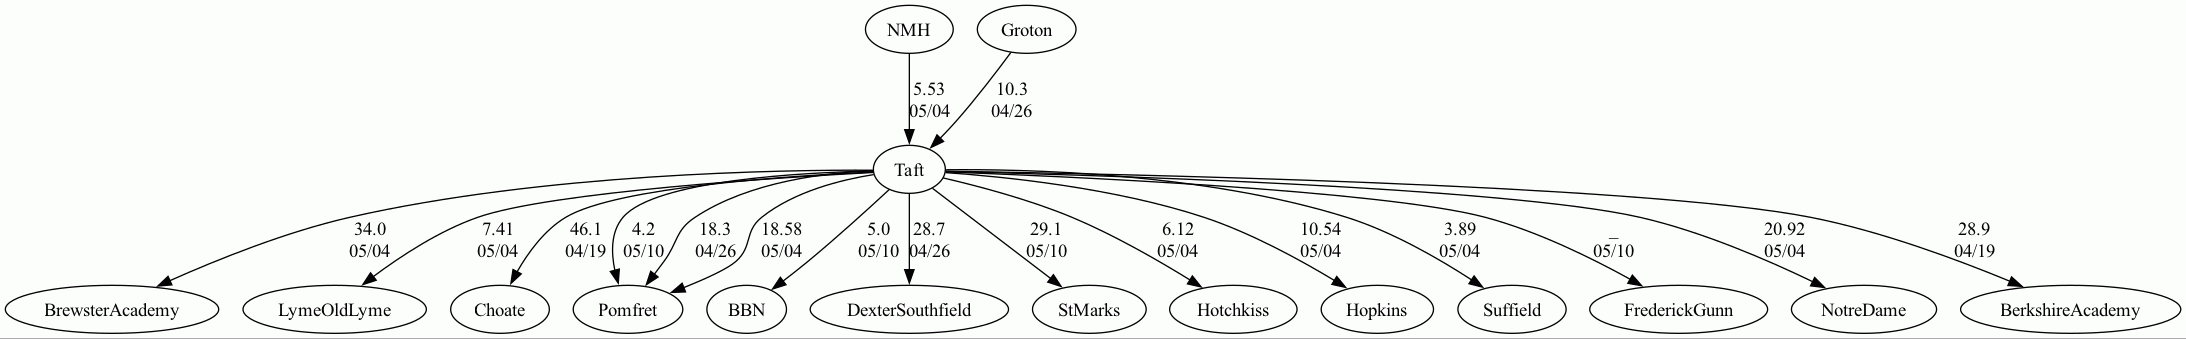 NMH
Groton
5.53
05/04
10.3
04/26
Taft
34.0
05/04
7.41
05/04
46.1
04/19
4.2
05/10
18.3
04/26
18.58
05/04
5.0
05/10
28.7
04/26
29.1
05/10
6.12
05/04
10.54
05/04
3.89
05/04
_
05/10
20.92
05/04
28.9
04/19
BrewsterAcademy
LymeOldLyme
Choate
Pomfret
BBN
DexterSouthfield
StMarks
Hotchkiss
Hopkins
Suffield
FrederickGunn
NotreDame
BerkshireAcademy